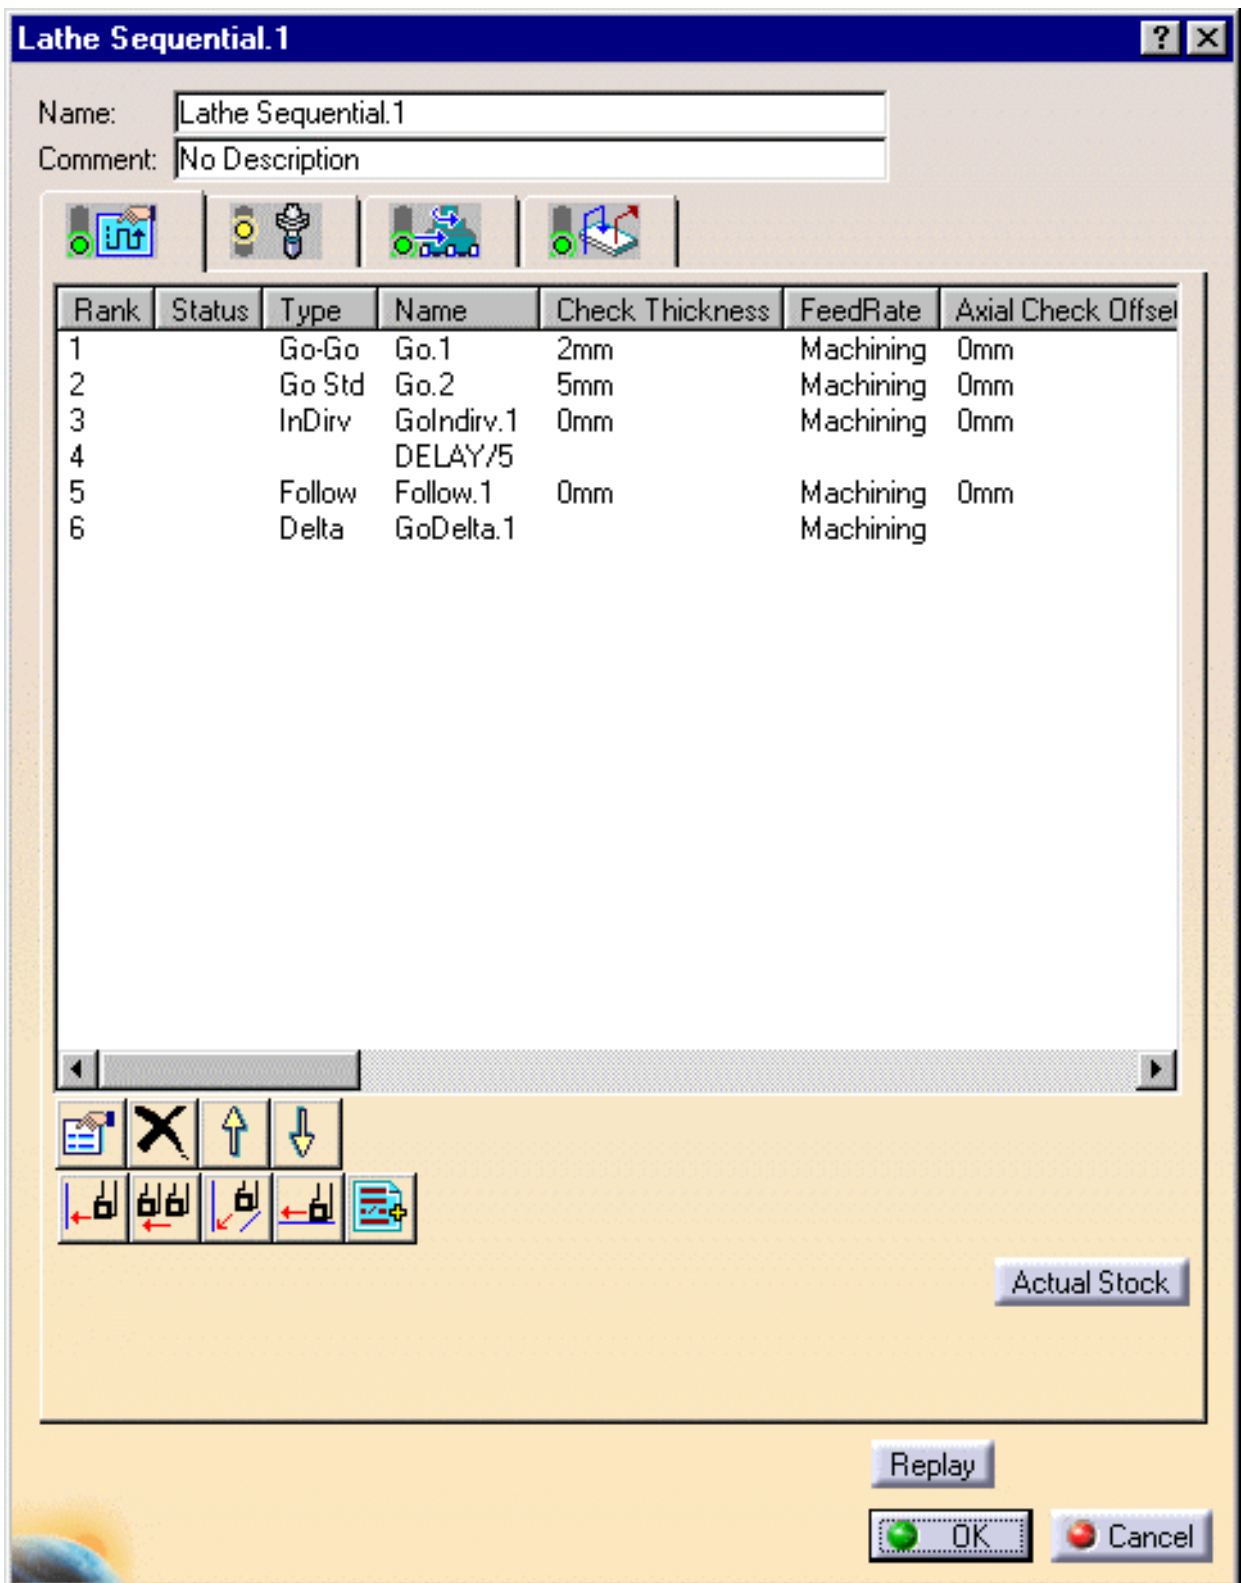 Lathe Sequential.1
Name: Lathe Sequential.1
Comment: No Description
Rank Status Type Name Check Thickness FeedRate Axial Check Offset
1 Go-Go Go.1 2mm Machining 0mm
2 Go Std Go.2 5mm Machining 0mm
3 InDirv GoIndirv.1 0mm Machining 0mm
4 DELAY/5
5 Follow Follow.1 0mm Machining 0mm
6 Delta GoDelta.1 Machining
Actual Stock
Replay
OK Cancel